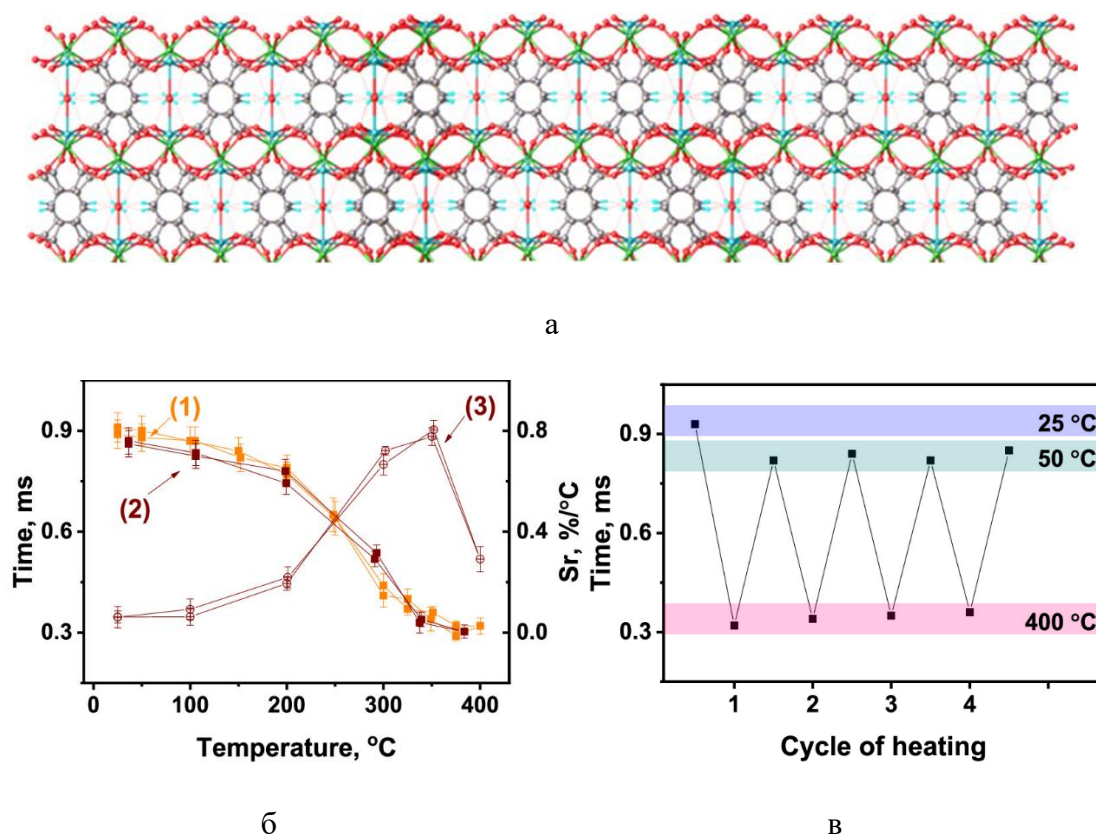 а
(1)
(2)
(3)
0.9
0.6
0.3
Time, ms
0.8
0.4
0.0
Sr, %/°C
0
100
200
300
400
Temperature, °C
б
0.9
0.6
0.3
Time, ms
25 °C
50 °C
400 °C
1
2
3
4
Cycle of heating
в